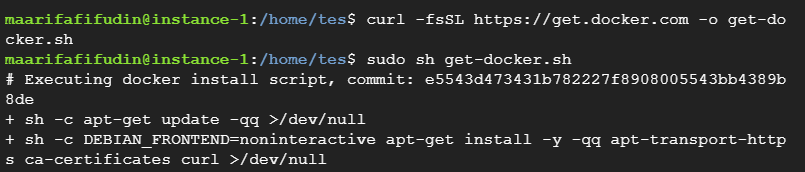 maarifafifudin@instance-1:/home/tes$ curl -fsSL https://get.docker.com -o get-do
cker.sh
maarifafifudin@instance-1:/home/tes$ sudo sh get-docker.sh
# Executing docker install script, commit: e5543d473431b782227f8908005543bb4389b
8de
+ sh -c apt-get update -qq >/dev/null
+ sh -c DEBIAN_FRONTEND=noninteractive apt-get install -y -qq apt-transport-http
s ca-certificates curl >/dev/null